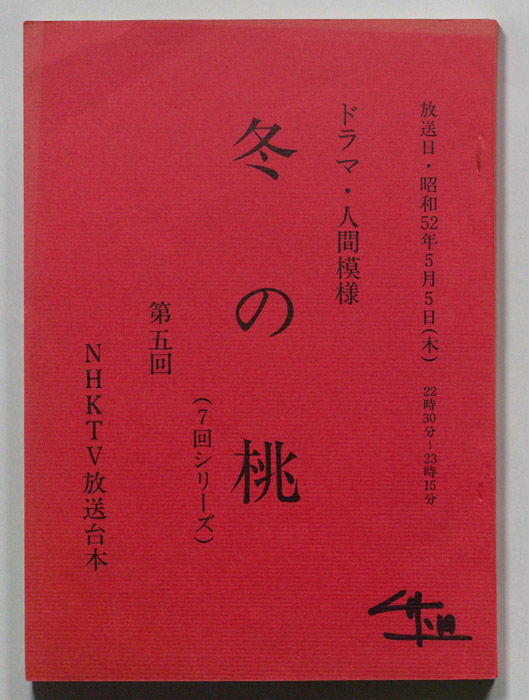 放送日・昭和52年5月5日(木) 22時30分~23時15分
ドラマ・人間模様
冬の桃
(7回シリーズ)
第五回
NHKTV放送台本